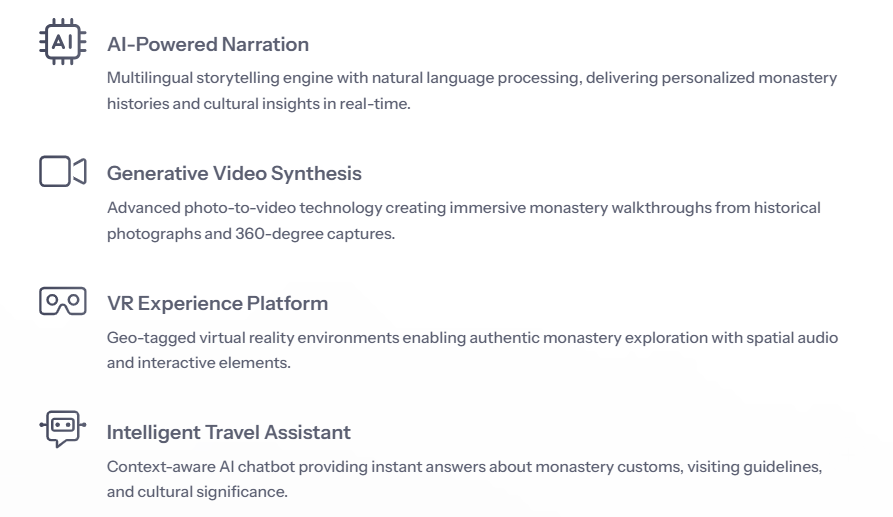 AI
AI-Powered Narration
Multilingual storytelling engine with natural language processing, delivering personalized monastery
histories and cultural insights in real-time.
Generative Video Synthesis
Advanced photo-to-video technology creating immersive monastery walkthroughs from historical
photographs and 360-degree captures.
VR Experience Platform
Geo-tagged virtual reality environments enabling authentic monastery exploration with spatial audio
and interactive elements.
Intelligent Travel Assistant
Context-aware AI chatbot providing instant answers about monastery customs, visiting guidelines,
and cultural significance.